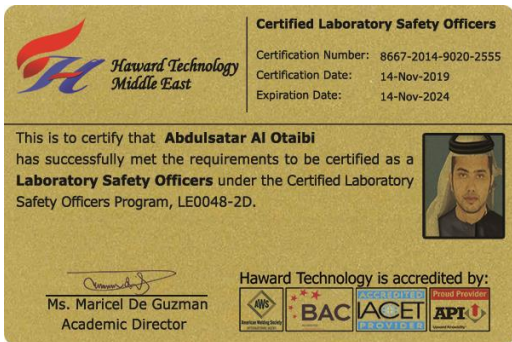 Haward Technology
Middle East
Certified Laboratory Safety Officers
Certification Number: 8667-2014-9020-2555
Certification Date: 14-Nov-2019
Expiration Date: 14-Nov-2024
This is to certify that Abdulsatar Al Otaibi
has successfully met the requirements to be certified as a
Laboratory Safety Officers under the Certified Laboratory
Safety Officers Program, LE0048-2D.
Ms. Maricel De Guzman
Academic Director
Haward Technology is accredited by:
AWS
American Welding Society
BAC
ACCREDITED
IACET
PROVIDER
Proud Provider
API